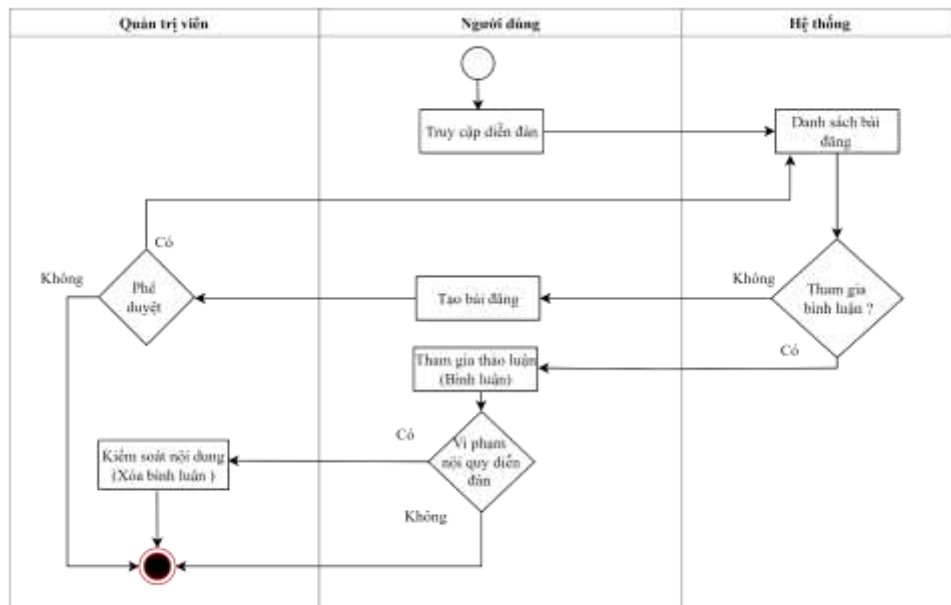 Quản trị viên
Người dùng
Hệ thống
Truy cập diễn đàn
Danh sách bài
đăng
Có
Không
Phê
duyệt
Tạo bài đăng
Không
Tham gia
bình luận ?
Có
Tham gia thảo luận
(Bình luận)
Có
Vi phạm
nội quy diễn
đàn
Kiểm soát nội dung
(Xóa bình luận )
Không